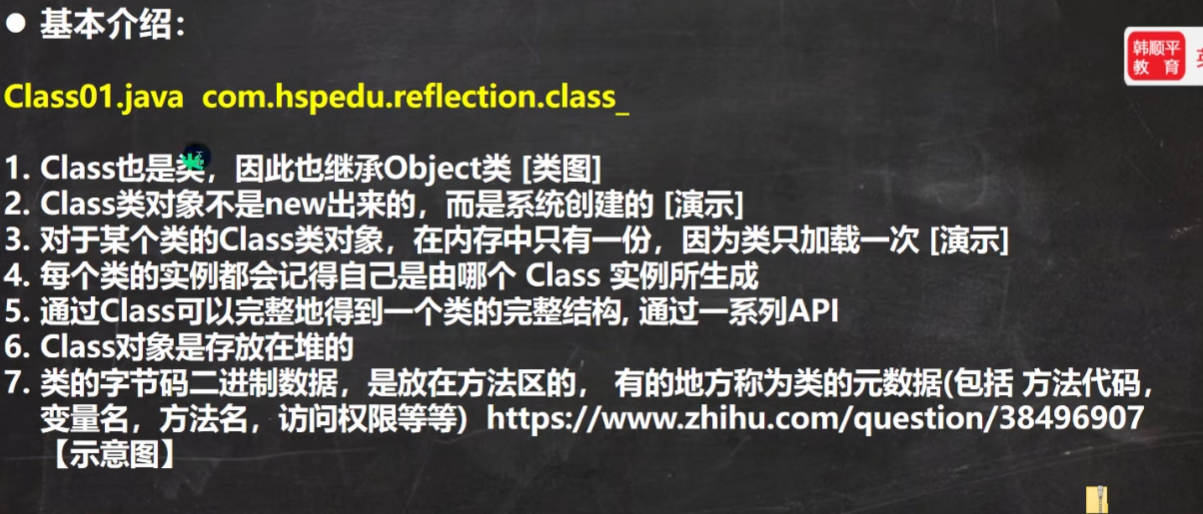 ● 基本介绍：
韩顺平
教 育
Class01.java com.hspedu.reflection.class_
1. Class也是类，因此也继承Object类 [类图]
2. Class类对象不是new出来的，而是系统创建的 [演示]
3. 对于某个类的Class类对象，在内存中只有一份，因为类只加载一次 [演示]
4. 每个类的实例都会记得自己是由哪个 Class 实例所生成
5. 通过Class可以完整地得到一个类的完整结构, 通过一系列API
6. Class对象是存放在堆的
7. 类的字节码二进制数据，是放在方法区的， 有的地方称为类的元数据(包括 方法代码，
变量名，方法名，访问权限等等) https://www.zhihu.com/question/38496907
【示意图】